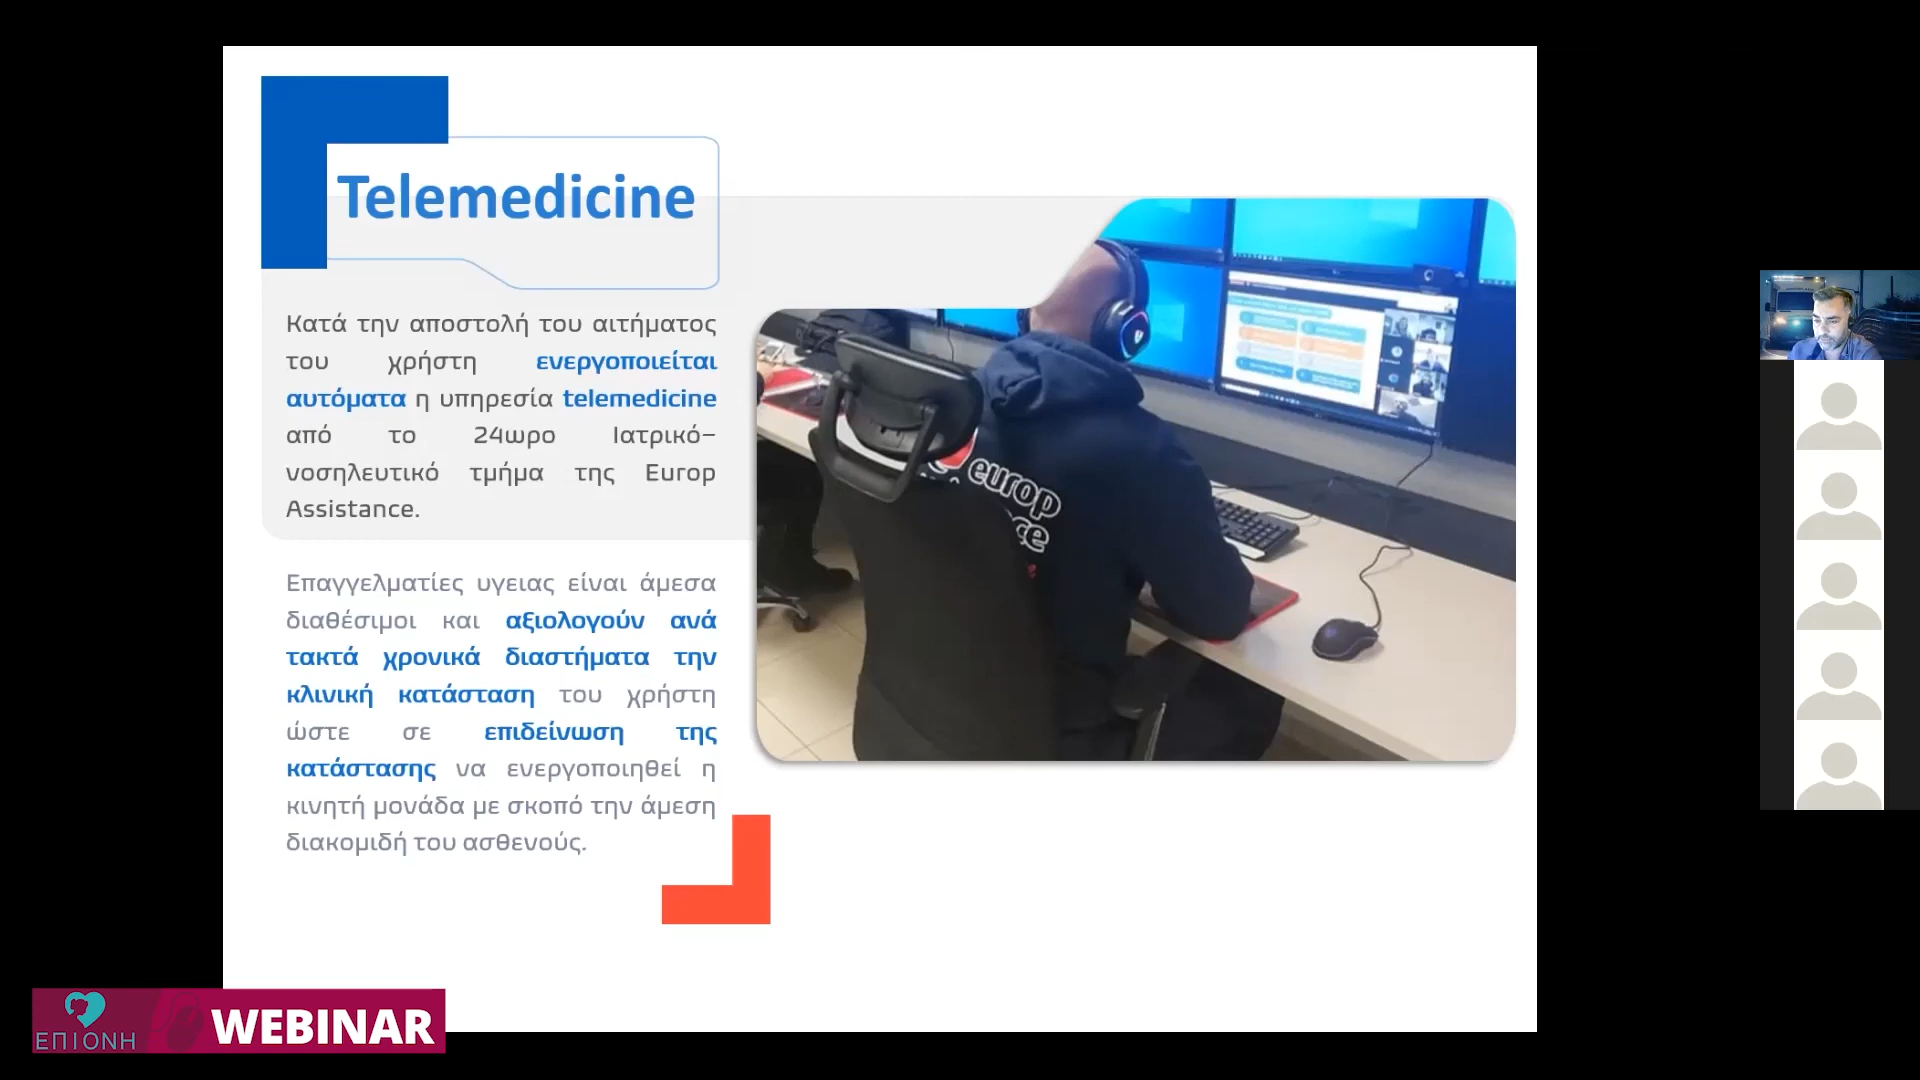 Telemedicine
Κατά την αποστολή του αιτήματος
του χρήστη ενεργοποιείται
αυτόματα η υπηρεσία telemedicine
από το 24ωρο Ιατρικό–
νοσηλευτικό τμήμα της Europ
Assistance.
Επαγγελματίες υγειας είναι άμεσα
διαθέσιμοι και αξιολογούν ανά
τακτά χρονικά διαστήματα την
κλινική κατάσταση του χρήστη
ώστε σε επιδείνωση της
κατάστασης να ενεργοποιηθεί η
κινητή μονάδα με σκοπό την άμεση
διακομιδή του ασθενούς.
europ
ce
ΕΠΙΟΝΗ
WEBINAR